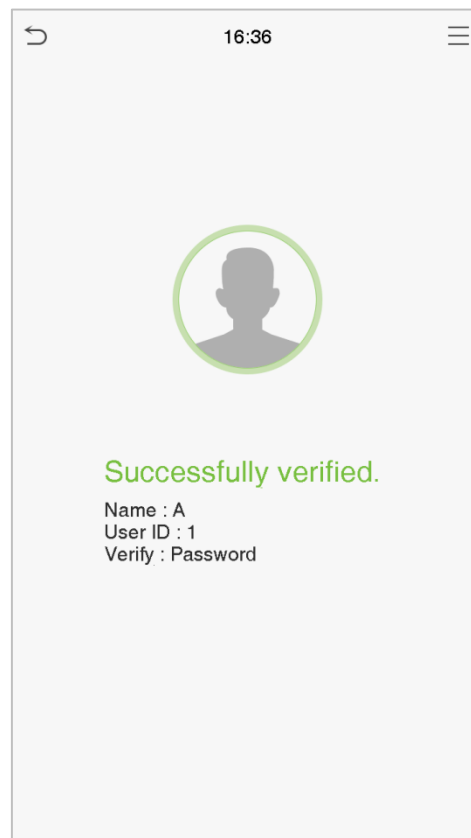 16:36
Successfully verified.
Name : A
User ID : 1
Verify : Password